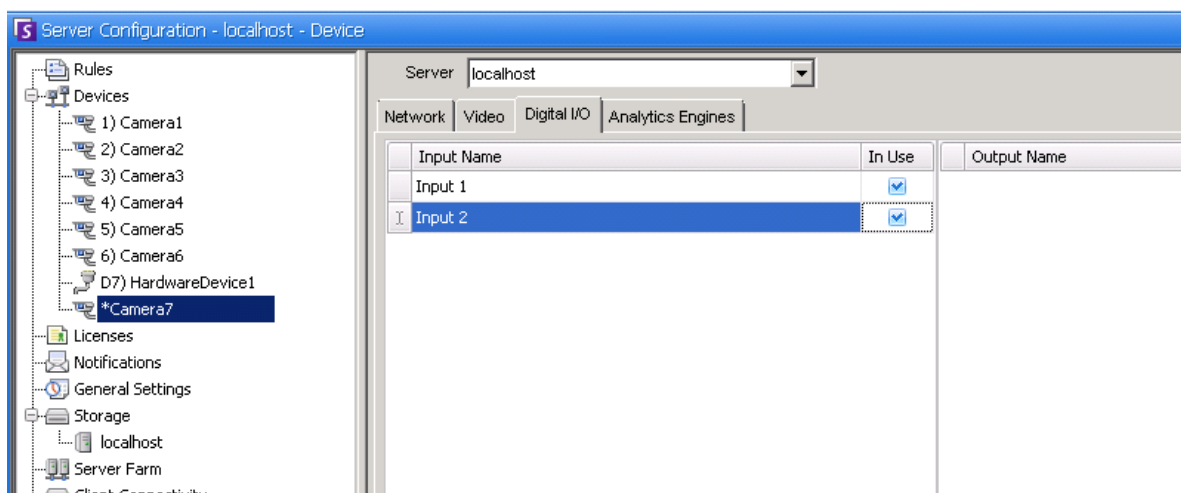 Server Configuration - localhost - Device
Rules
Devices
1) Camera1
2) Camera2
3) Camera3
4) Camera4
5) Camera5
6) Camera6
D7) HardwareDevice1
*Camera7
Licenses
Notifications
General Settings
Storage
localhost
Server Farm
Client Connectivity
Server localhost
Network Video Digital I/O Analytics Engines
Input Name In Use Output Name
Input 1
Input 2